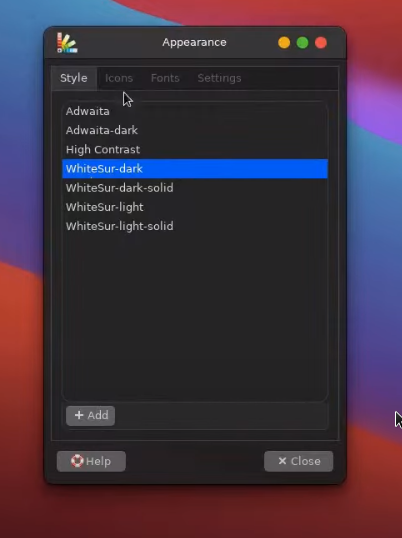 Appearance
Style Icons Fonts Settings
Adwaita
Adwaita-dark
High Contrast
WhiteSur-dark
WhiteSur-dark-solid
WhiteSur-light
WhiteSur-light-solid
+ Add
Help
× Close